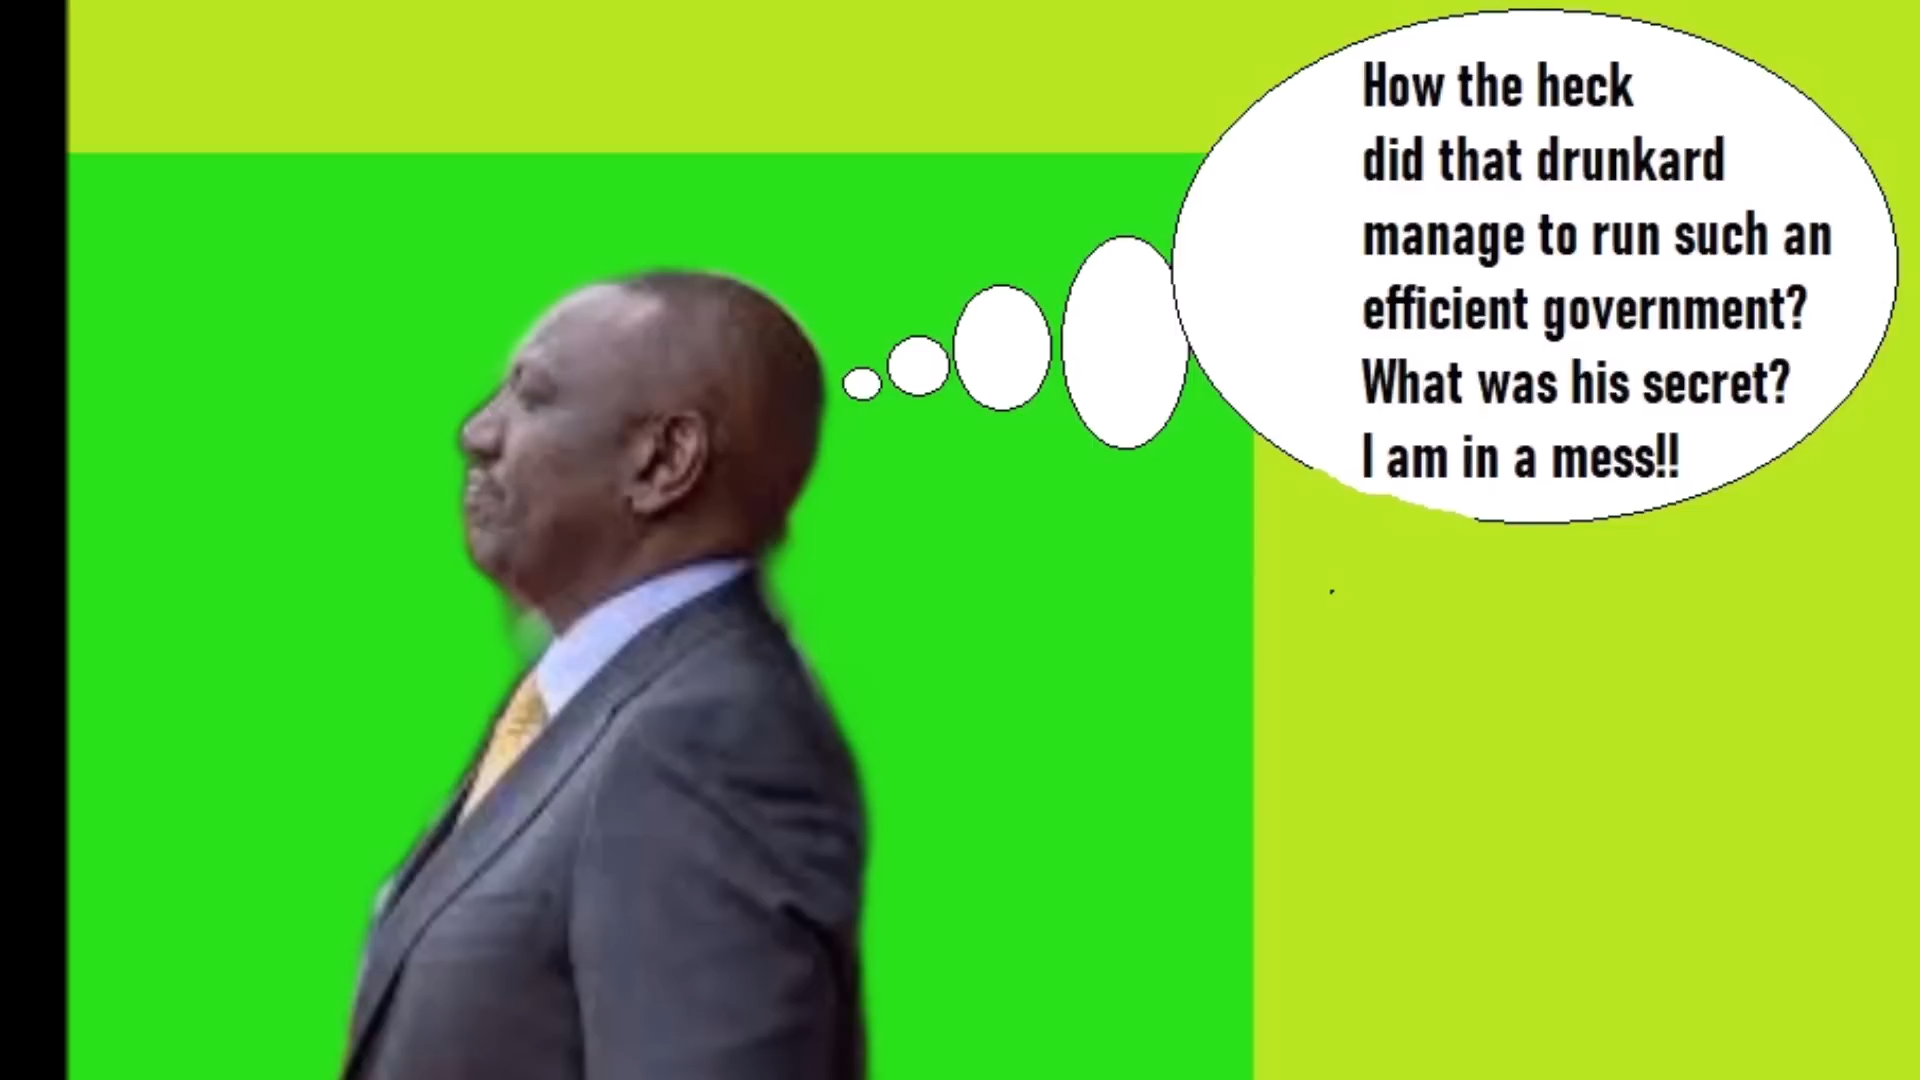 How the heck
did that drunkard
manage to run such an
efficient government?
What was his secret?
I am in a mess!!